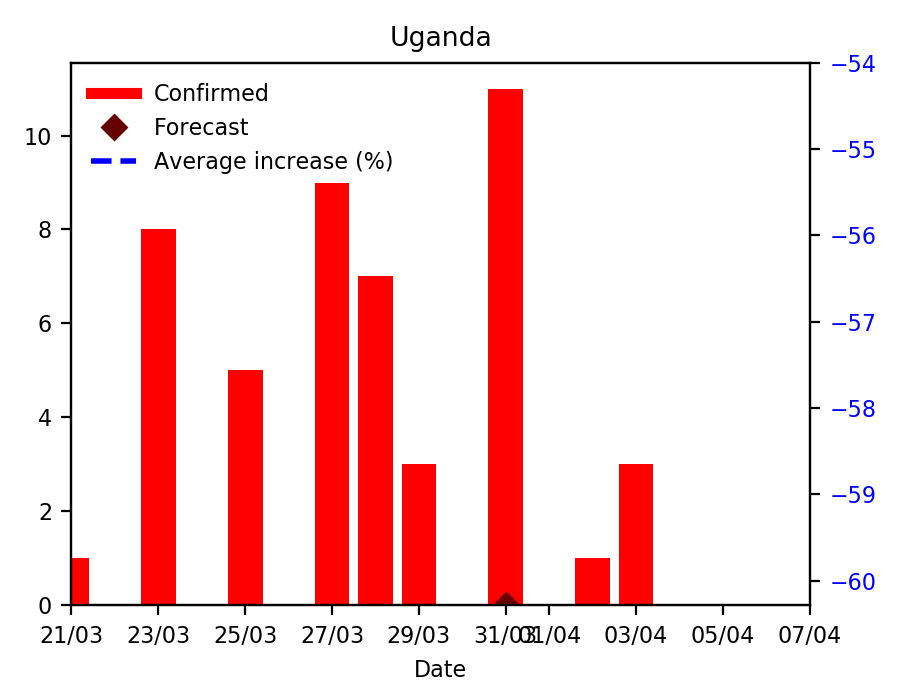 Uganda
Confirmed
Forecast
Average increase (%)
10
8
6
4
2
0
−54
−55
−56
−57
−58
−59
−60
21/03 23/03 25/03 27/03 29/03 31/03 01/04 03/04 05/04 07/04
Date